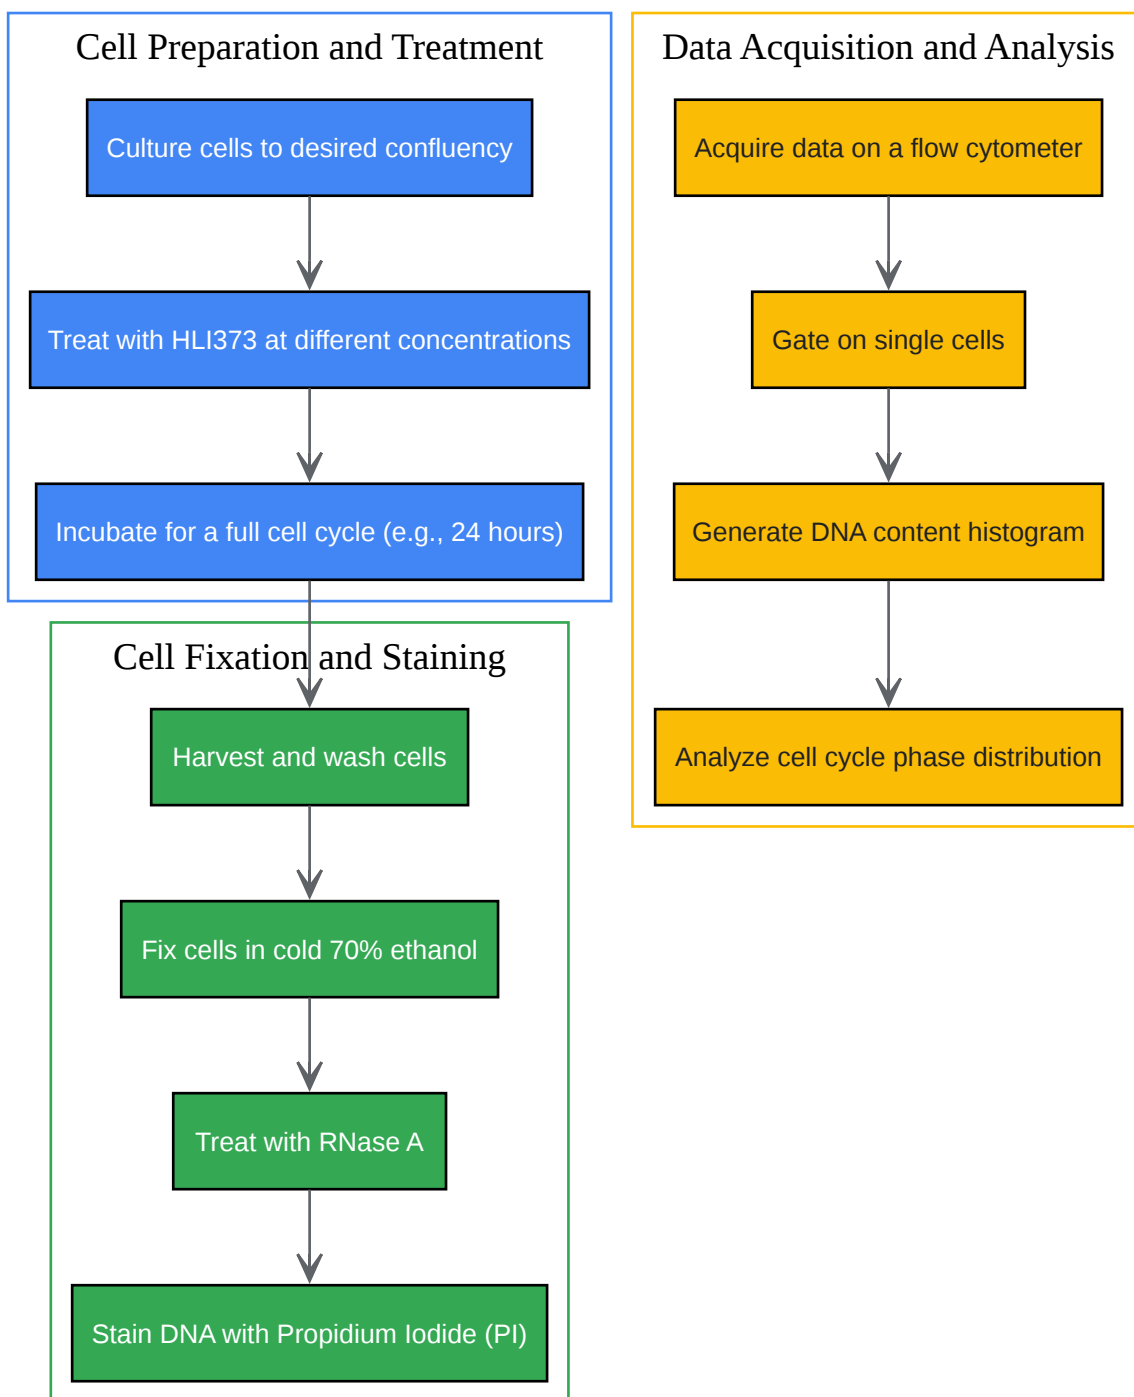 Cell Preparation and Treatment
Culture cells to desired confluency
Treat with HLI373 at different concentrations
Incubate for a full cell cycle (e.g., 24 hours)
Cell Fixation and Staining
Harvest and wash cells
Fix cells in cold 70% ethanol
Treat with RNase A
Stain DNA with Propidium Iodide (PI)
Data Acquisition and Analysis
Acquire data on a flow cytometer
Gate on single cells
Generate DNA content histogram
Analyze cell cycle phase distribution